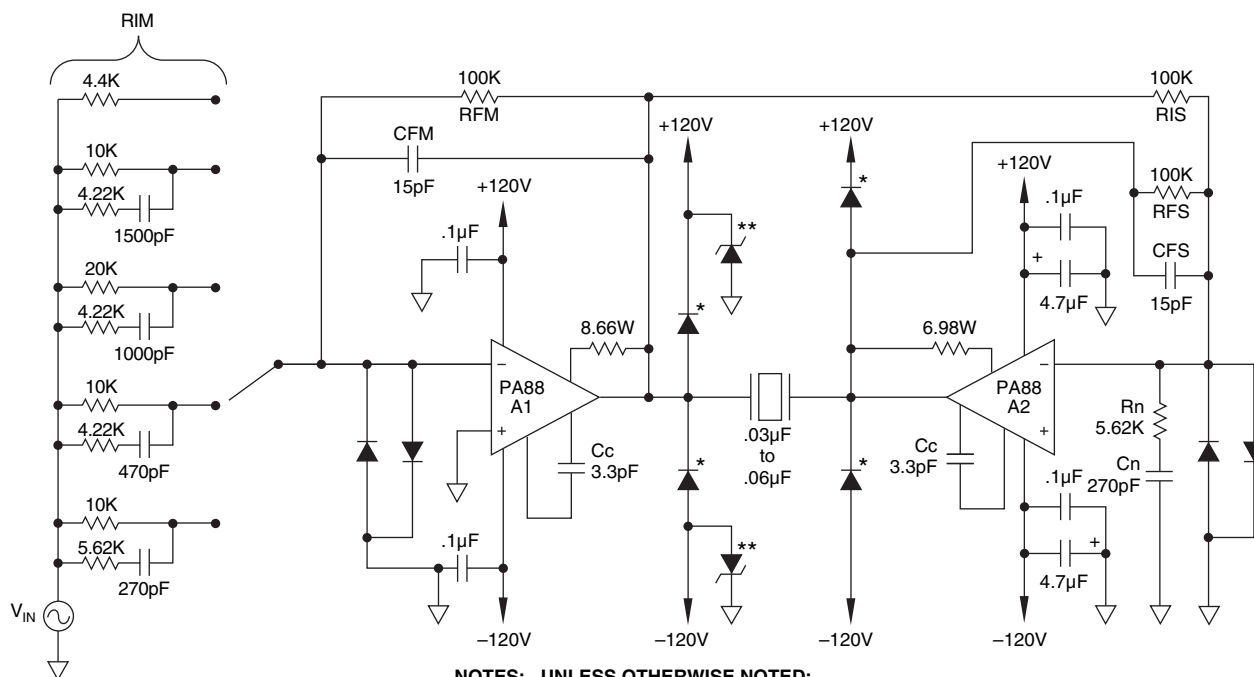 RIM
4.4K
10K
4.22K
1500pF
20K
4.22K
1000pF
10K
4.22K
470pF
10K
5.62K
270pF
VIN
100K
RFM
CFM
15pF
+120V
.1µF
8.66W
−
PA88
A1
+
Cc
3.3pF
.1µF
−120V
+120V
**
*
*
**
−120V
.03µF
to
.06µF
+120V
*
*
−120V
6.98W
Cc
3.3pF
−
PA88
A2
+
+120V
.1µF
+
4.7µF
.1µF
+
4.7µF
−120V
100K
RIS
100K
RFS
CFS
15pF
Rn
5.62K
Cn
270pF
NOTES: UNLESS OTHERWISE NOTED: